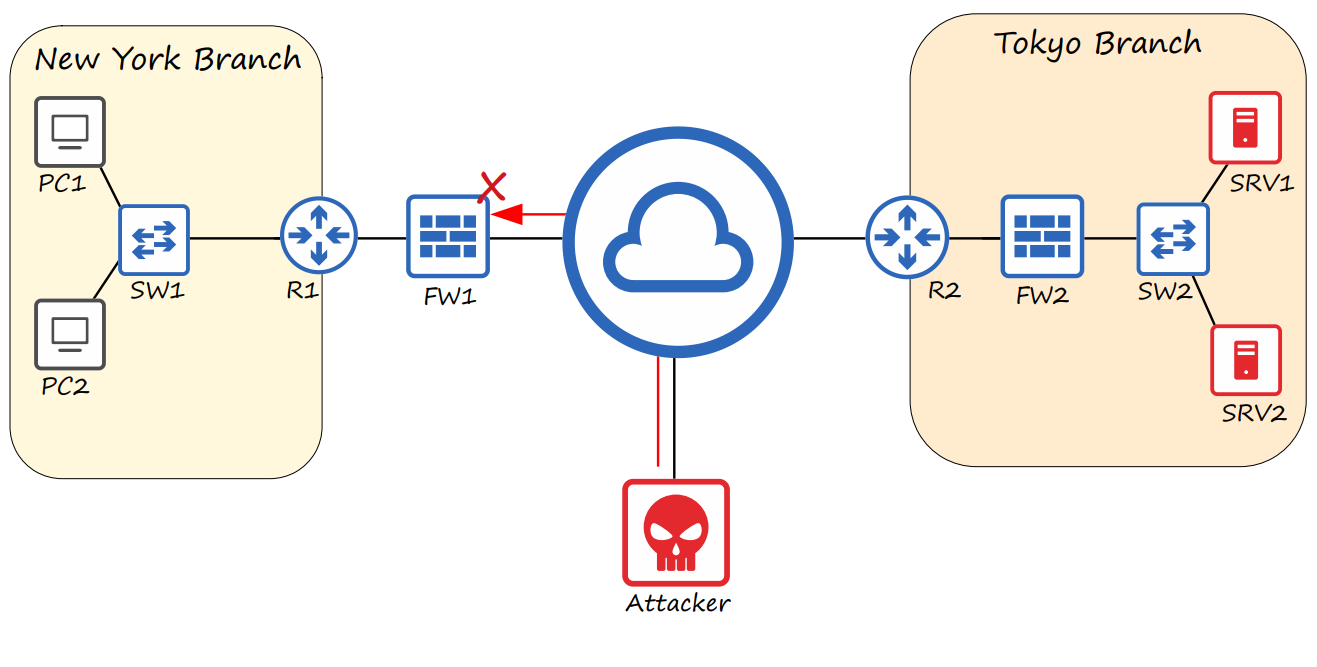 New York Branch
Tokyo Branch
PC1
SRV1
SW1
R1
FW1
R2
FW2
SW2
PC2
SRV2
Attacker